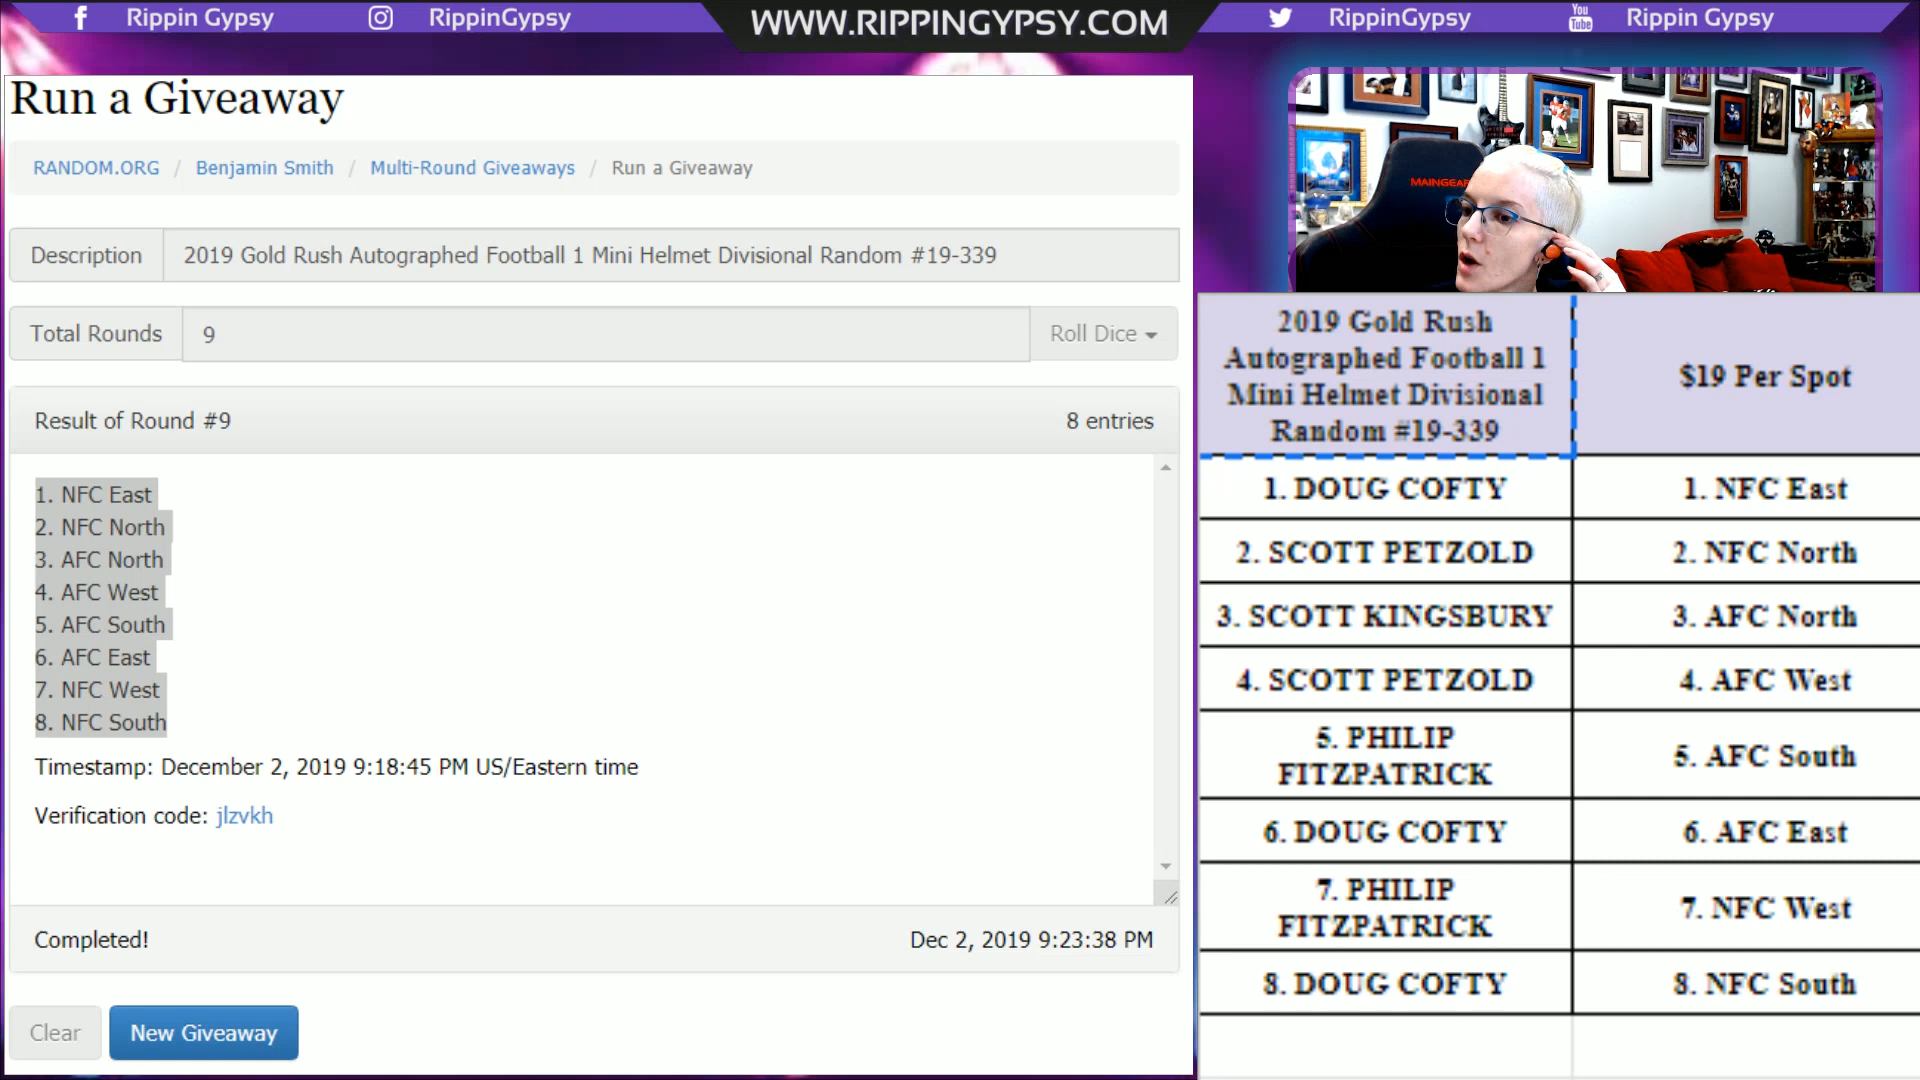 Rippin Gypsy
RippinGypsy
WWW.RIPPINGYPSY.COM
RippinGypsy
You
Tube
Rippin Gypsy
Run a Giveaway
RANDOM.ORG / Benjamin Smith / Multi-Round Giveaways / Run a Giveaway
Description
2019 Gold Rush Autographed Football 1 Mini Helmet Divisional Random #19-339
Total Rounds
9
Roll Dice
Result of Round #9
8 entries
1. NFC East
2. NFC North
3. AFC North
4. AFC West
5. AFC South
6. AFC East
7. NFC West
8. NFC South
Timestamp: December 2, 2019 9:18:45 PM US/Eastern time
Verification code: jlzvkh
Completed!
Dec 2, 2019 9:23:38 PM
Clear
New Giveaway
MAINGEAR
2019 Gold Rush
Autographed Football 1
Mini Helmet Divisional
Random #19-339
$19 Per Spot
1. DOUG COFTY
1. NFC East
2. SCOTT PETZOLD
2. NFC North
3. SCOTT KINGSBURY
3. AFC North
4. SCOTT PETZOLD
4. AFC West
5. PHILIP
FITZPATRICK
5. AFC South
6. DOUG COFTY
6. AFC East
7. PHILIP
FITZPATRICK
7. NFC West
8. DOUG COFTY
8. NFC South